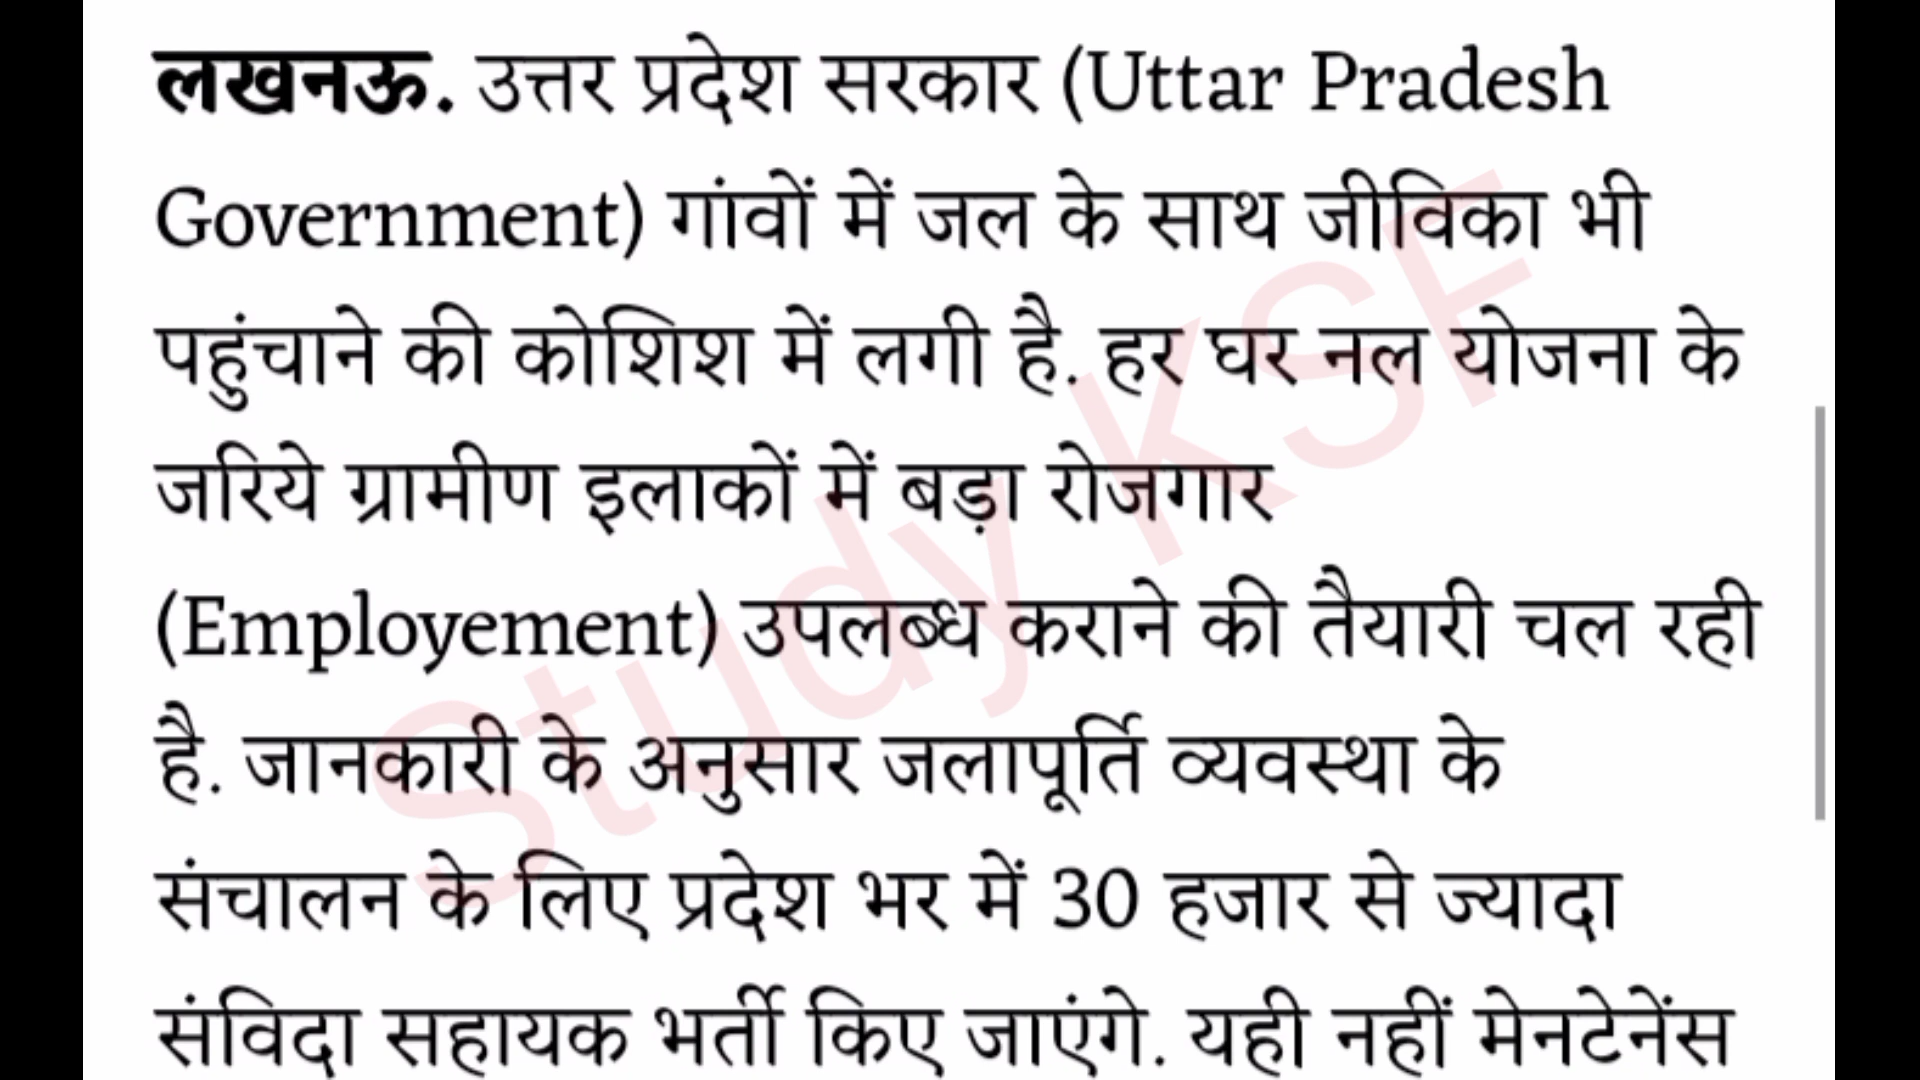 लखनऊ. उत्तर प्रदेश सरकार (Uttar Pradesh
Government) गांवों में जल के साथ जीविका भी
पहुंचाने की कोशिश में लगी है. हर घर नल योजना के
जरिये ग्रामीण इलाकों में बड़ा रोजगार
(Employement) उपलब्ध कराने की तैयारी चल रही
है. जानकारी के अनुसार जलापूर्ति व्यवस्था के
संचालन के लिए प्रदेश भर में 30 हजार से ज्यादा
संविदा सहायक भर्ती किए जाएंगे. यही नहीं मेनटेनेंस
Study KSF